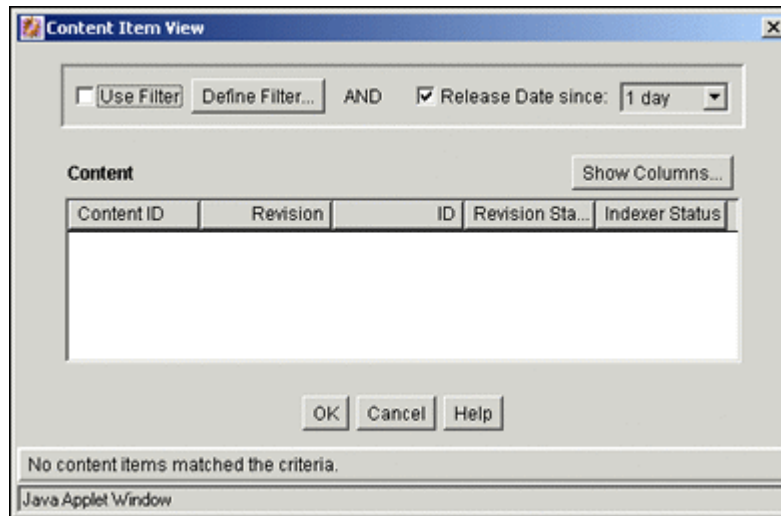 Content Item View
Use Filter Define Filter... AND Release Date since: 1 day
Content Show Columns...
Content ID Revision ID Revision Sta... Indexer Status
OK Cancel Help
No content items matched the criteria.
Java Applet Window